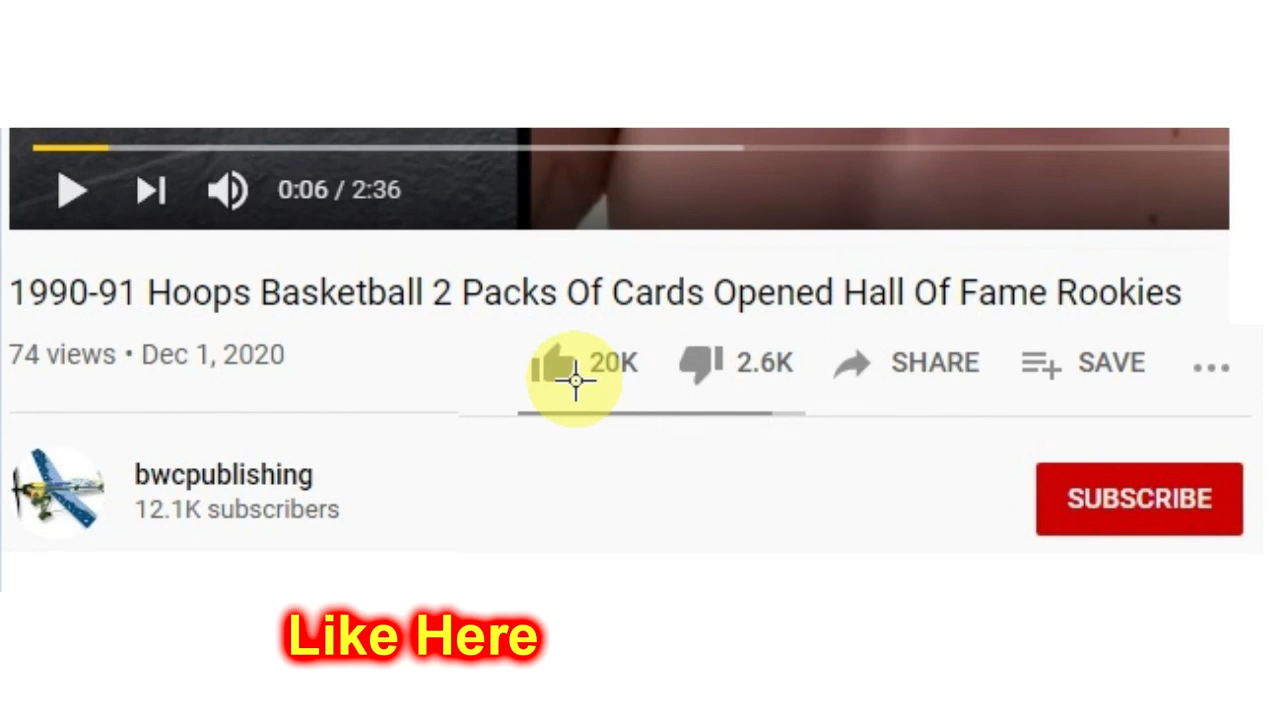 0:06 / 2:36
1990-91 Hoops Basketball 2 Packs Of Cards Opened Hall Of Fame Rookies
74 views • Dec 1, 2020
20K 2.6K SHARE SAVE
bwcpublishing
12.1K subscribers
SUBSCRIBE
Like Here